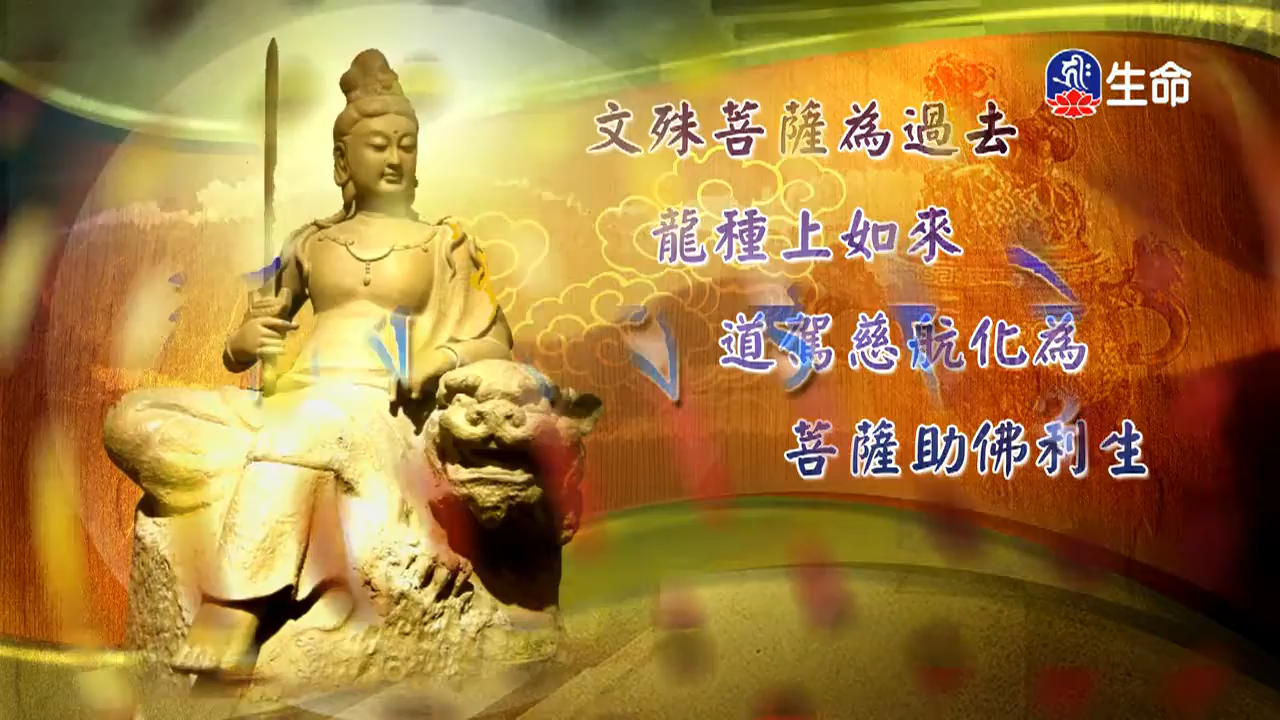 生命
文殊菩薩為過去
龍種上如來
道駕慈航化為
菩薩助佛利生